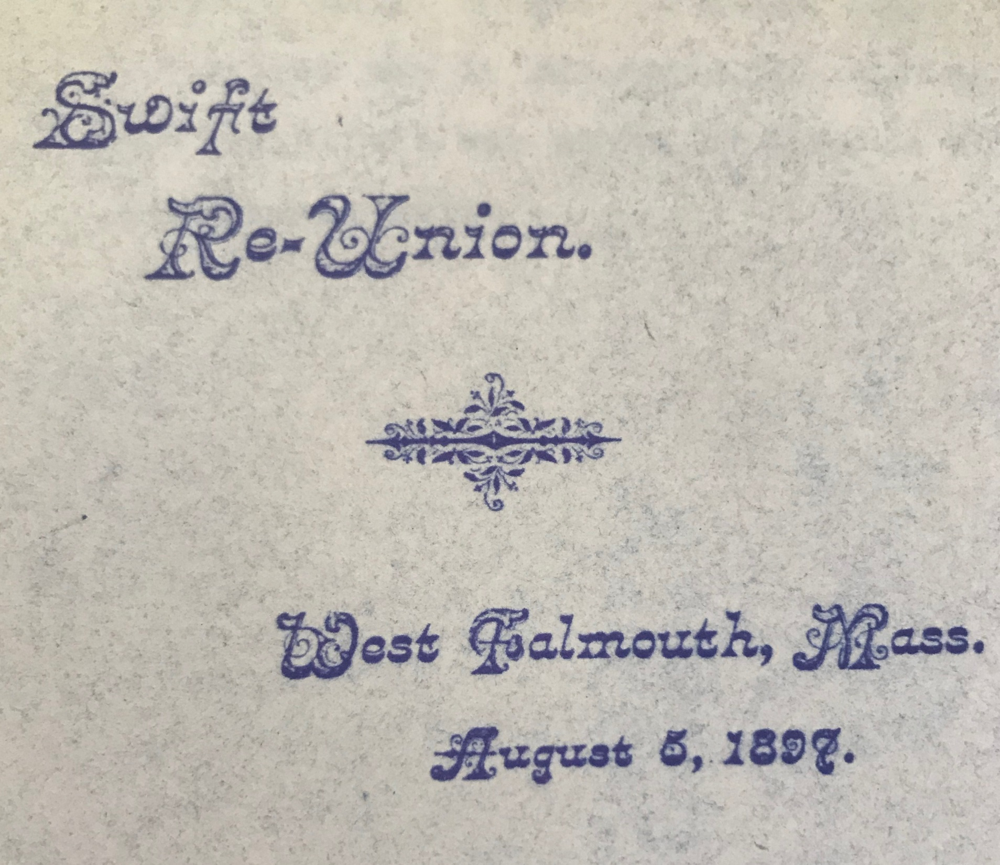 Swift
Re-Union.
West Falmouth, Mass.
August 5, 1897.